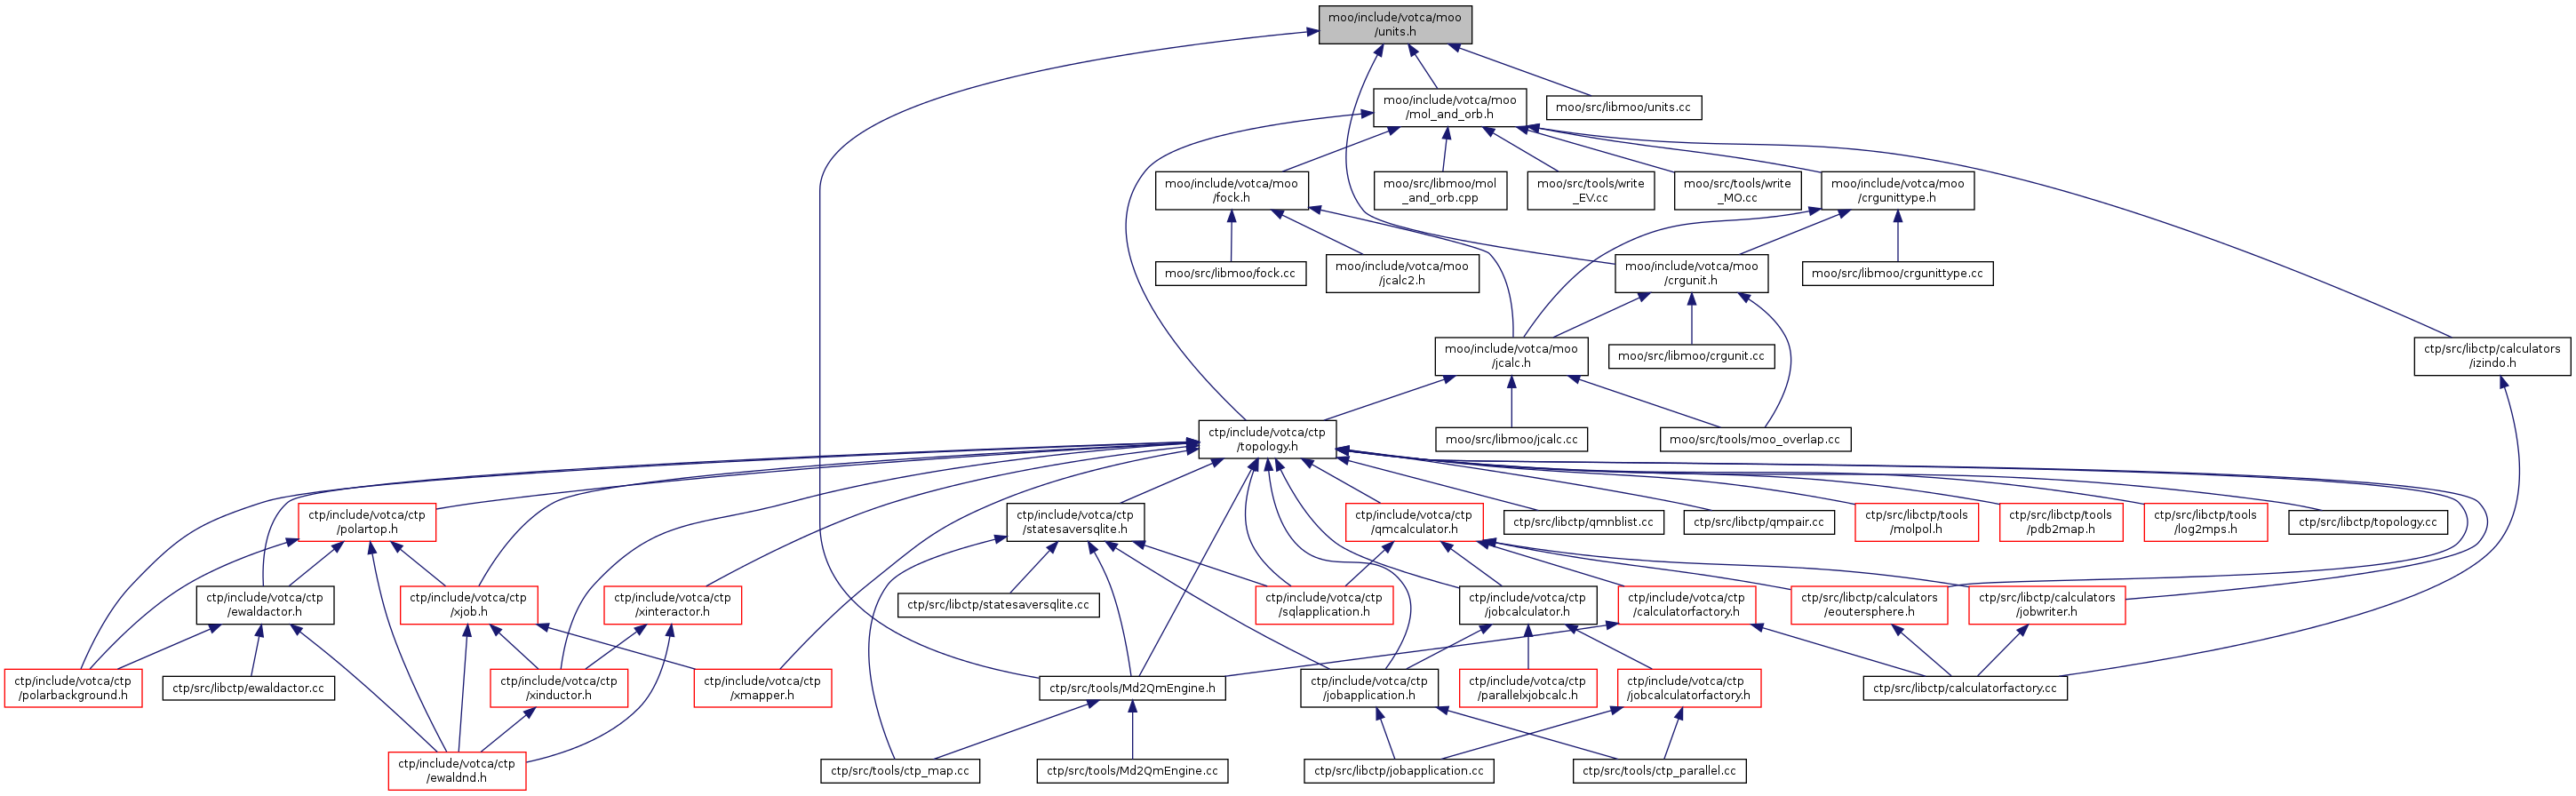 moo/include/votca/moo
/units.h
moo/include/votca/moo
/mol_and_orb.h
moo/src/libmoo/units.cc
moo/include/votca/moo
/fock.h
moo/src/libmoo/mol
_and_orb.cpp
moo/src/tools/write
_EV.cc
moo/src/tools/write
_MO.cc
moo/include/votca/moo
/crgunittype.h
moo/src/libmoo/fock.cc
moo/include/votca/moo
/jcalc2.h
moo/include/votca/moo
/crgunit.h
moo/src/libmoo/crgunittype.cc
moo/include/votca/moo
/jcalc.h
moo/src/libmoo/crgunit.cc
ctp/src/libctp/calculators
/izindo.h
ctp/include/votca/ctp
/topology.h
moo/src/libmoo/jcalc.cc
moo/src/tools/moo_overlap.cc
ctp/include/votca/ctp
/polartop.h
ctp/include/votca/ctp
/statesaversqlite.h
ctp/include/votca/ctp
/qmcalculator.h
ctp/src/libctp/qmnblist.cc
ctp/src/libctp/qmpair.cc
ctp/src/libctp/tools
/molpol.h
ctp/src/libctp/tools
/pdb2map.h
ctp/src/libctp/tools
/log2mps.h
ctp/src/libctp/topology.cc
ctp/include/votca/ctp
/ewaldactor.h
ctp/include/votca/ctp
/xjob.h
ctp/include/votca/ctp
/xinteractor.h
ctp/src/libctp/statesaversqlite.cc
ctp/include/votca/ctp
/sqlapplication.h
ctp/include/votca/ctp
/jobcalculator.h
ctp/include/votca/ctp
/calculatorfactory.h
ctp/src/libctp/calculators
/eoutersphere.h
ctp/src/libctp/calculators
/jobwriter.h
ctp/include/votca/ctp
/polarbackground.h
ctp/src/libctp/ewaldactor.cc
ctp/include/votca/ctp
/xinductor.h
ctp/include/votca/ctp
/xmapper.h
ctp/src/tools/Md2QmEngine.h
ctp/include/votca/ctp
/jobapplication.h
ctp/include/votca/ctp
/parallelxjobcalc.h
ctp/include/votca/ctp
/jobcalculatorfactory.h
ctp/src/libctp/calculatorfactory.cc
ctp/include/votca/ctp
/ewaldnd.h
ctp/src/tools/ctp_map.cc
ctp/src/tools/Md2QmEngine.cc
ctp/src/libctp/jobapplication.cc
ctp/src/tools/ctp_parallel.cc